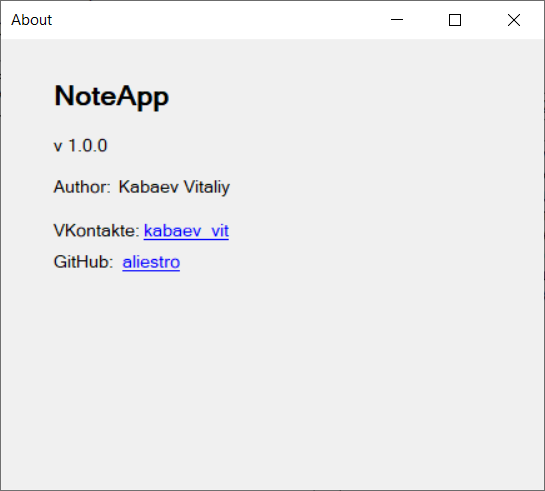 About
NoteApp
v 1.0.0
Author: Kabaev Vitaliy
VKontakte: kabaev_vit
GitHub: aliestro